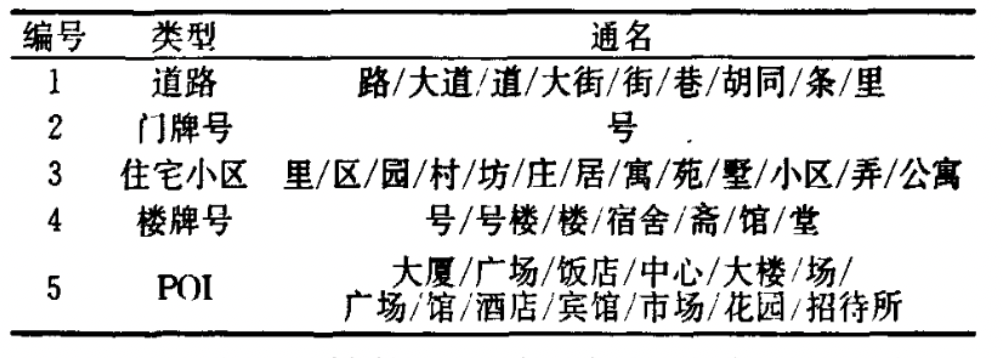 编号 类型 通名
1 道路 路/大道/道/大街/街/巷/胡同/条/里
2 门牌号 号
3 住宅小区 里/区/园/村/坊/庄/居/寓/苑/墅/小区/弄/公寓
4 楼牌号 号/号楼/楼/宿舍/斋/馆/堂
5 POI 大厦/广场/饭店/中心/大楼/场/
广场/馆/酒店/宾馆/市场/花园/招待所